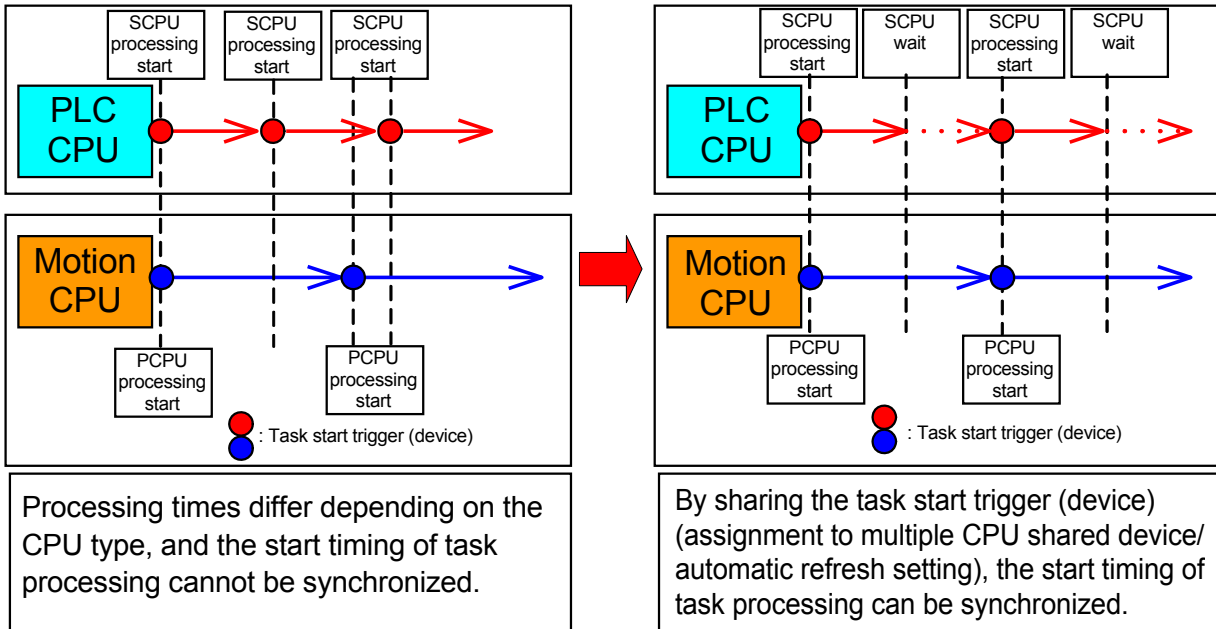 SCPU
processing
start
SCPU
processing
start
SCPU
processing
start
PLC
CPU
Motion
CPU
PCPU
processing
start
PCPU
processing
start
: Task start trigger (device)
Processing times differ depending on the
CPU type, and the start timing of task
processing cannot be synchronized.
SCPU
processing
start
SCPU
wait
SCPU
processing
start
SCPU
wait
PLC
CPU
Motion
CPU
PCPU
processing
start
PCPU
processing
start
: Task start trigger (device)
By sharing the task start trigger (device)
(assignment to multiple CPU shared device/
automatic refresh setting), the start timing of
task processing can be synchronized.